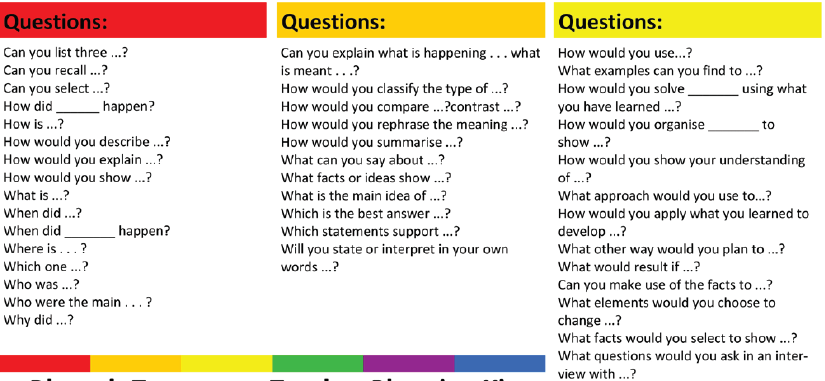 Questions:
Can you list three ...?
Can you recall ...?
Can you select ...?
How did ______ happen?
How is ...?
How would you describe ...?
How would you explain ...?
How would you show ...?
What is ...?
When did ...?
When did _______ happen?
Where is . . . ?
Which one ...?
Who was ...?
Who were the main . . . ?
Why did ...?
Questions:
Can you explain what is happening . . . what
is meant . . .?
How would you classify the type of ...?
How would you compare ...?contrast ...?
How would you rephrase the meaning ...?
How would you summarise ...?
What can you say about ...?
What facts or ideas show ...?
What is the main idea of ...?
Which is the best answer ...?
Which statements support ...?
Will you state or interpret in your own
words ...?
Questions:
How would you use...?
What examples can you find to ...?
How would you solve _______ using what
you have learned ...?
How would you organise _______ to
show ...?
How would you show your understanding
of ...?
What approach would you use to...?
How would you apply what you learned to
develop ...?
What other way would you plan to ...?
What would result if ...?
Can you make use of the facts to ...?
What elements would you choose to
change ...?
What facts would you select to show ...?
What questions would you ask in an inter-
view with ...?